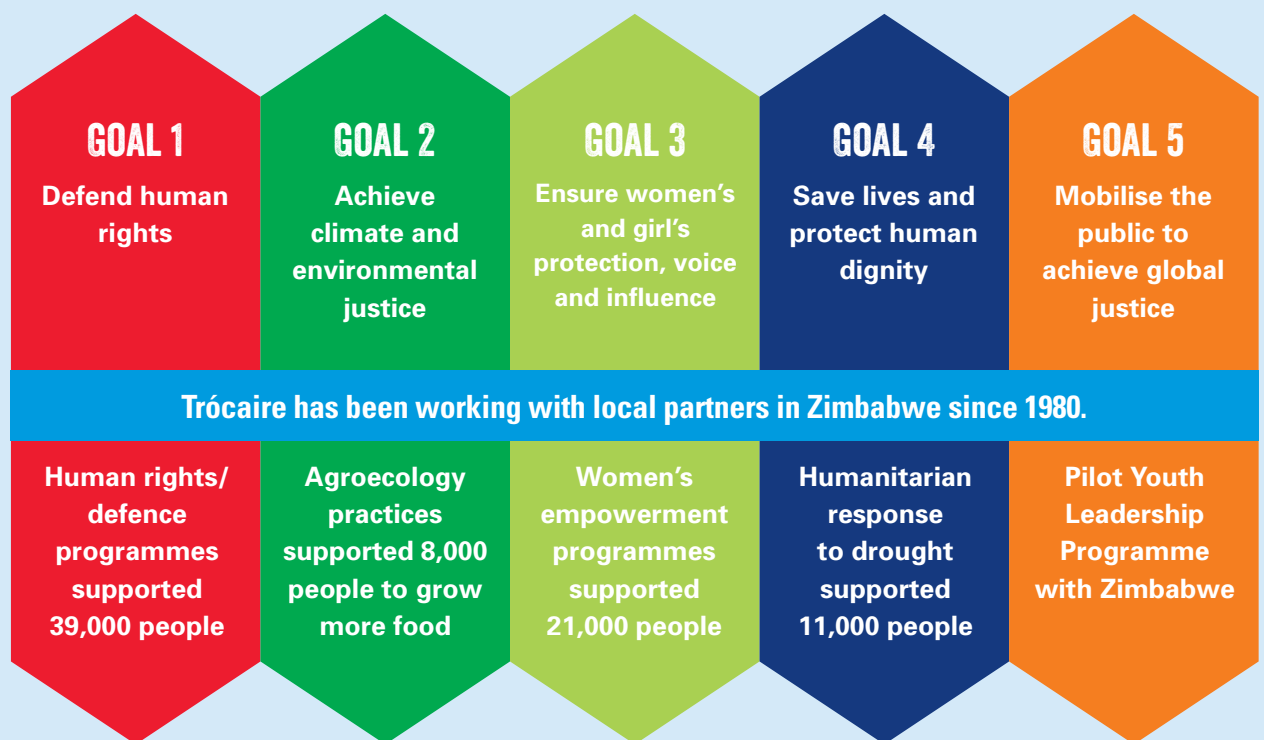 GOAL 1
Defend human
rights
GOAL 2
Achieve
climate and
environmental
justice
GOAL 3
Ensure women's
and girl's
protection, voice
and influence
GOAL 4
Save lives and
protect human
dignity
GOAL 5
Mobilise the
public to
achieve global
justice
Trócaire has been working with local partners in Zimbabwe since 1980.
Human rights/
defence
programmes
supported
39,000 people
Agroecology
practices
supported 8,000
people to grow
more food
Women's
empowerment
programmes
supported
21,000 people
Humanitarian
response
to drought
supported
11,000 people
Pilot Youth
Leadership
Programme
with Zimbabwe